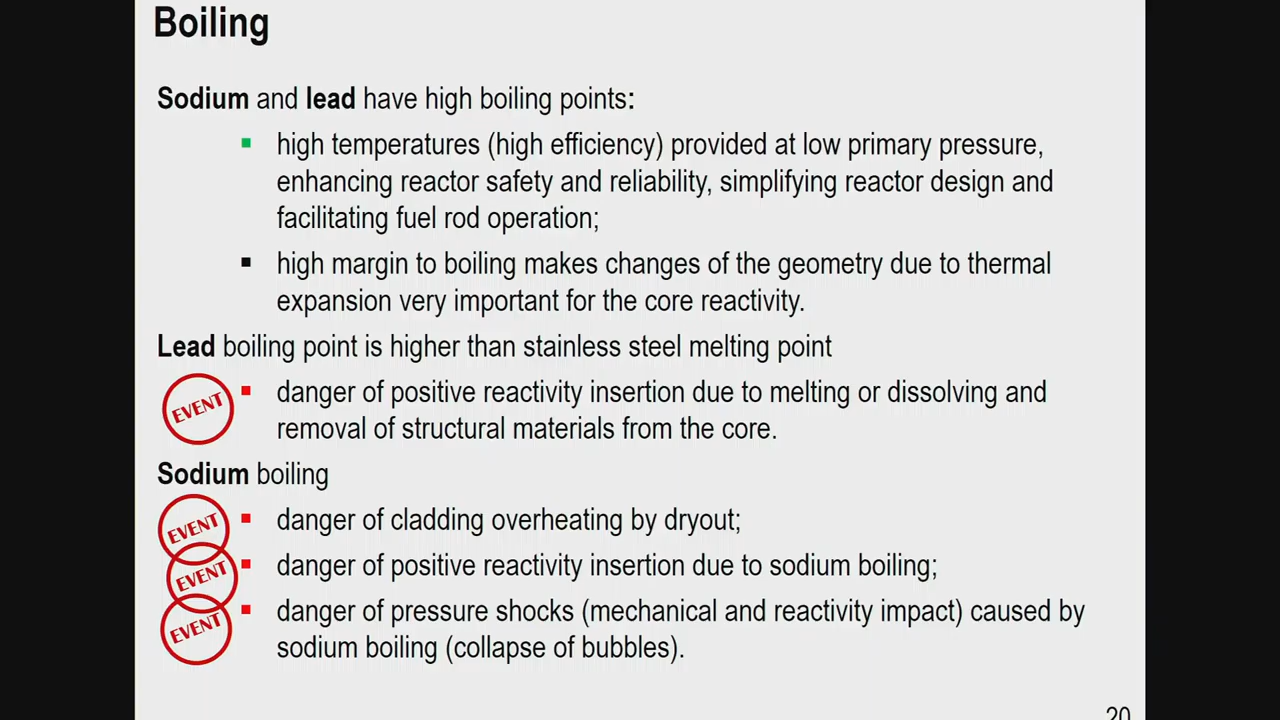 Boiling
Sodium and lead have high boiling points:
high temperatures (high efficiency) provided at low primary pressure,
enhancing reactor safety and reliability, simplifying reactor design and
facilitating fuel rod operation;
high margin to boiling makes changes of the geometry due to thermal
expansion very important for the core reactivity.
Lead boiling point is higher than stainless steel melting point
EVENT
danger of positive reactivity insertion due to melting or dissolving and
removal of structural materials from the core.
Sodium boiling
EVENT
danger of cladding overheating by dryout;
EVENT
danger of positive reactivity insertion due to sodium boiling;
EVENT
danger of pressure shocks (mechanical and reactivity impact) caused by
sodium boiling (collapse of bubbles).
20